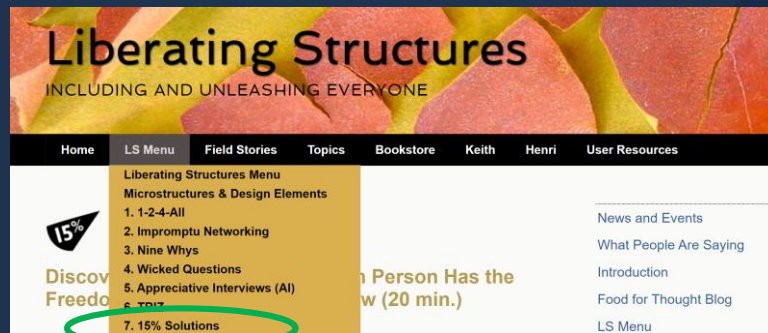 Liberating Structures
INCLUDING AND UNLEASHING EVERYONE
Home LS Menu Field Stories Topics Bookstore Keith Henri User Resources
Liberating Structures Menu
Microstructures & Design Elements
1. 1-2-4-All
2. Impromptu Networking
3. Nine Whys
4. Wicked Questions
5. Appreciative Interviews (AI)
6. TRIZ
7. 15% Solutions
15%
Discov
Person Has the
Freedo
w (20 min.)
News and Events
What People Are Saying
Introduction
Food for Thought Blog
LS Menu